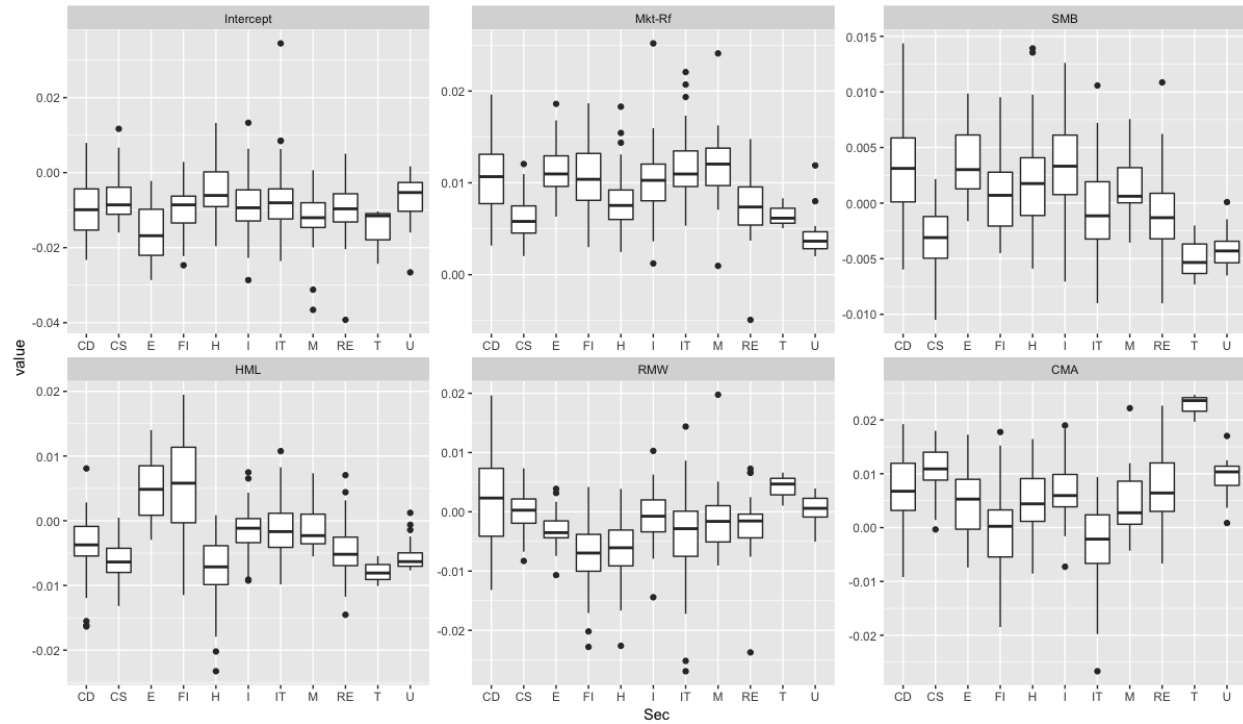 Intercept
Mkt-Rf
SMB
0.02
0.00
-0.02
-0.04
0.02
0.01
0.00
0.015
0.010
0.005
0.000
-0.005
-0.010
CD CS E FI H I IT M RE T U
CD CS E FI H I IT M RE T U
CD CS E FI H I IT M RE T U
value
HML
RMW
CMA
0.02
0.01
0.00
-0.01
-0.02
0.02
0.01
0.00
-0.01
-0.02
0.02
0.01
0.00
-0.01
-0.02
CD CS E FI H I IT M RE T U
CD CS E FI H I IT M RE T U
CD CS E FI H I IT M RE T U
Sec